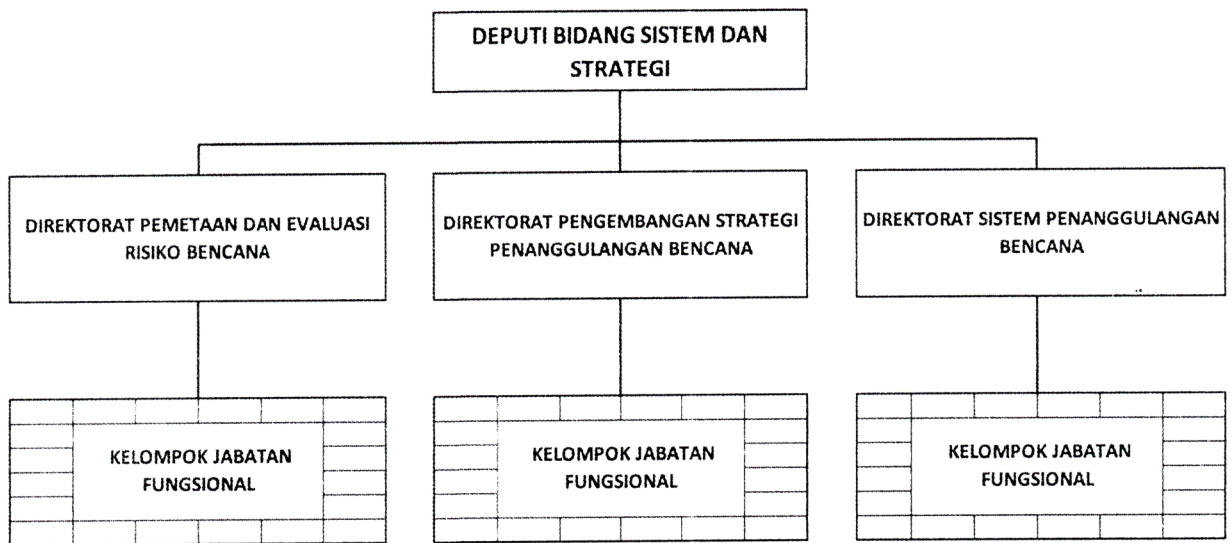 DEPUTI BIDANG SISTEM DAN
STRATEGI
DIREKTORAT PEMETAAN DAN EVALUASI
RISIKO BENCANA
DIREKTORAT PENGEMBANGAN STRATEGI
PENANGGULANGAN BENCANA
DIREKTORAT SISTEM PENANGGULANGAN
BENCANA
KELOMPOK JABATAN
FUNGSIONAL
KELOMPOK JABATAN
FUNGSIONAL
KELOMPOK JABATAN
FUNGSIONAL